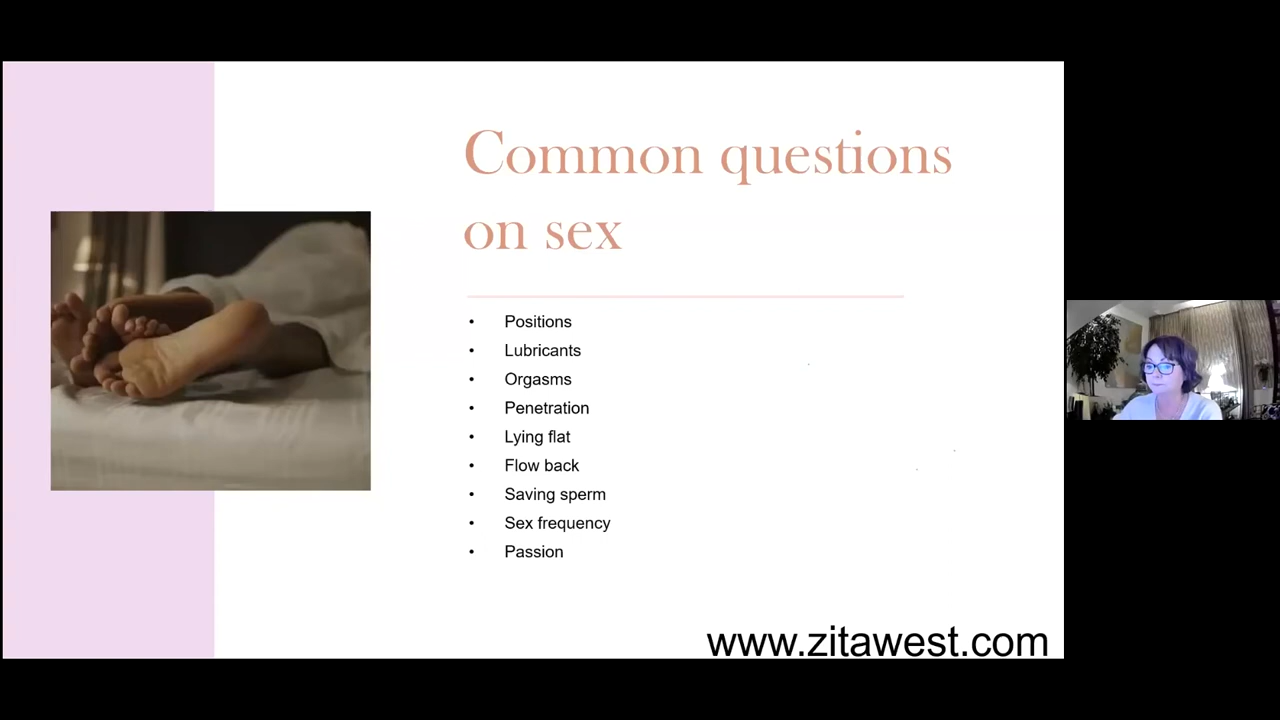 Common questions
on sex
• Positions
• Lubricants
• Orgasms
• Penetration
• Lying flat
• Flow back
• Saving sperm
• Sex frequency
• Passion
www.zitawest.com